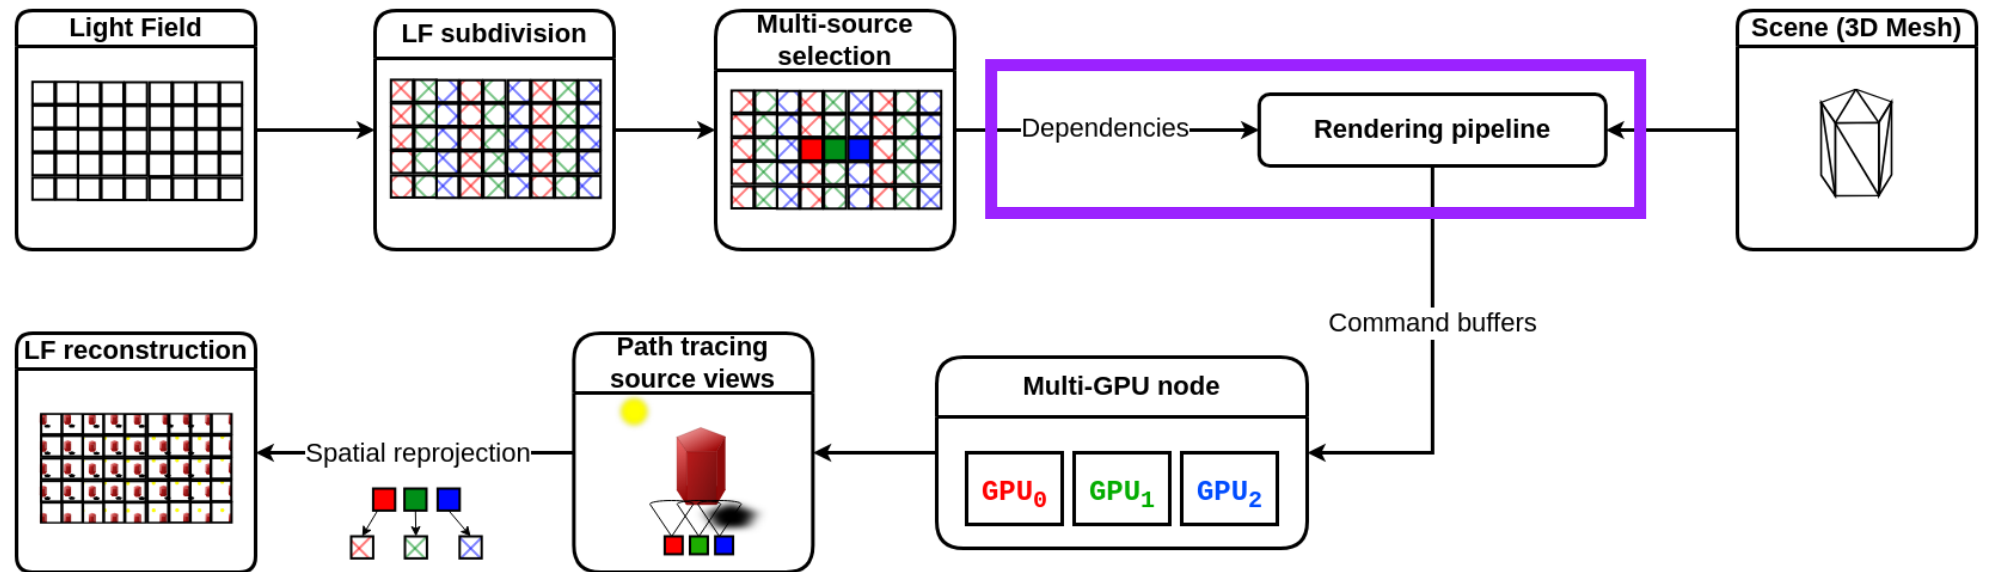 Light Field
LF subdivision
Multi-source
selection
Scene (3D Mesh)
Dependencies
Rendering pipeline
Command buffers
LF reconstruction
Spatial reprojection
Path tracing
source views
Multi-GPU node
GPU0
GPU1
GPU2